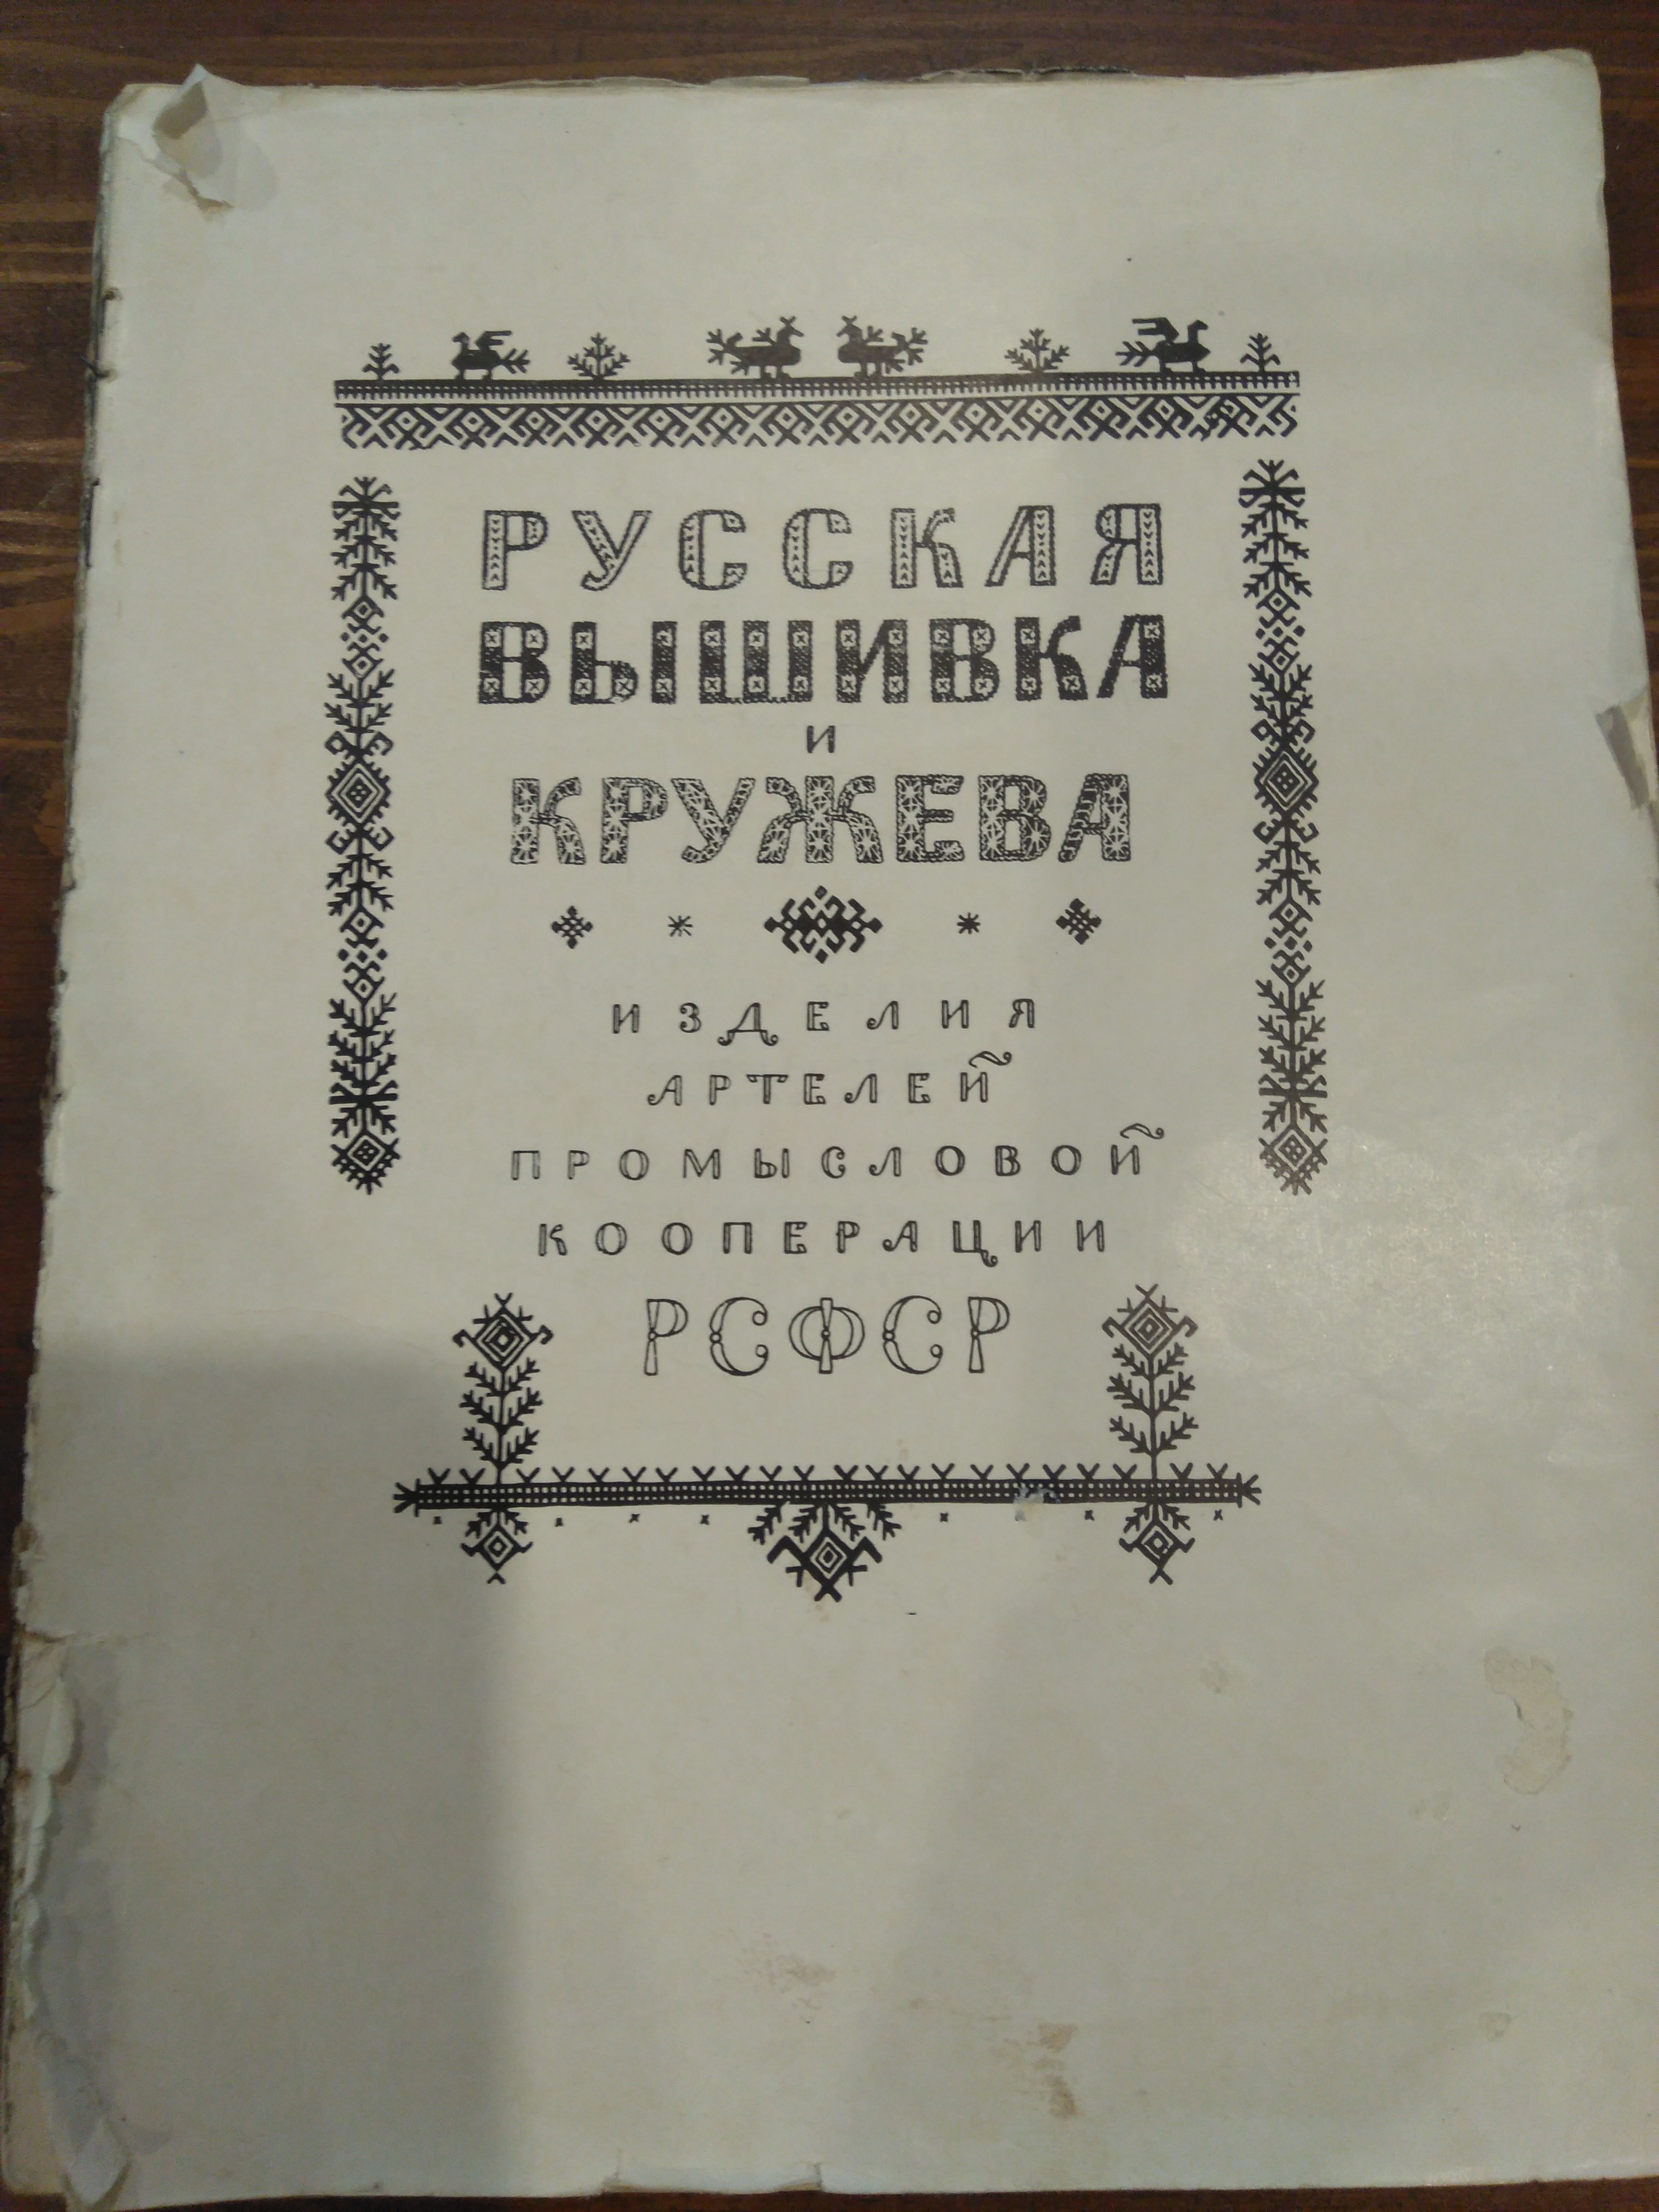 РУССКАЯ
ВЫШИВКА
И
КРУЖЕВА
ИЗДЕЛИЯ
АРТЕЛЕЙ
ПРОМЫСЛОВОЙ
КООПЕРАЦИИ
РСФСР